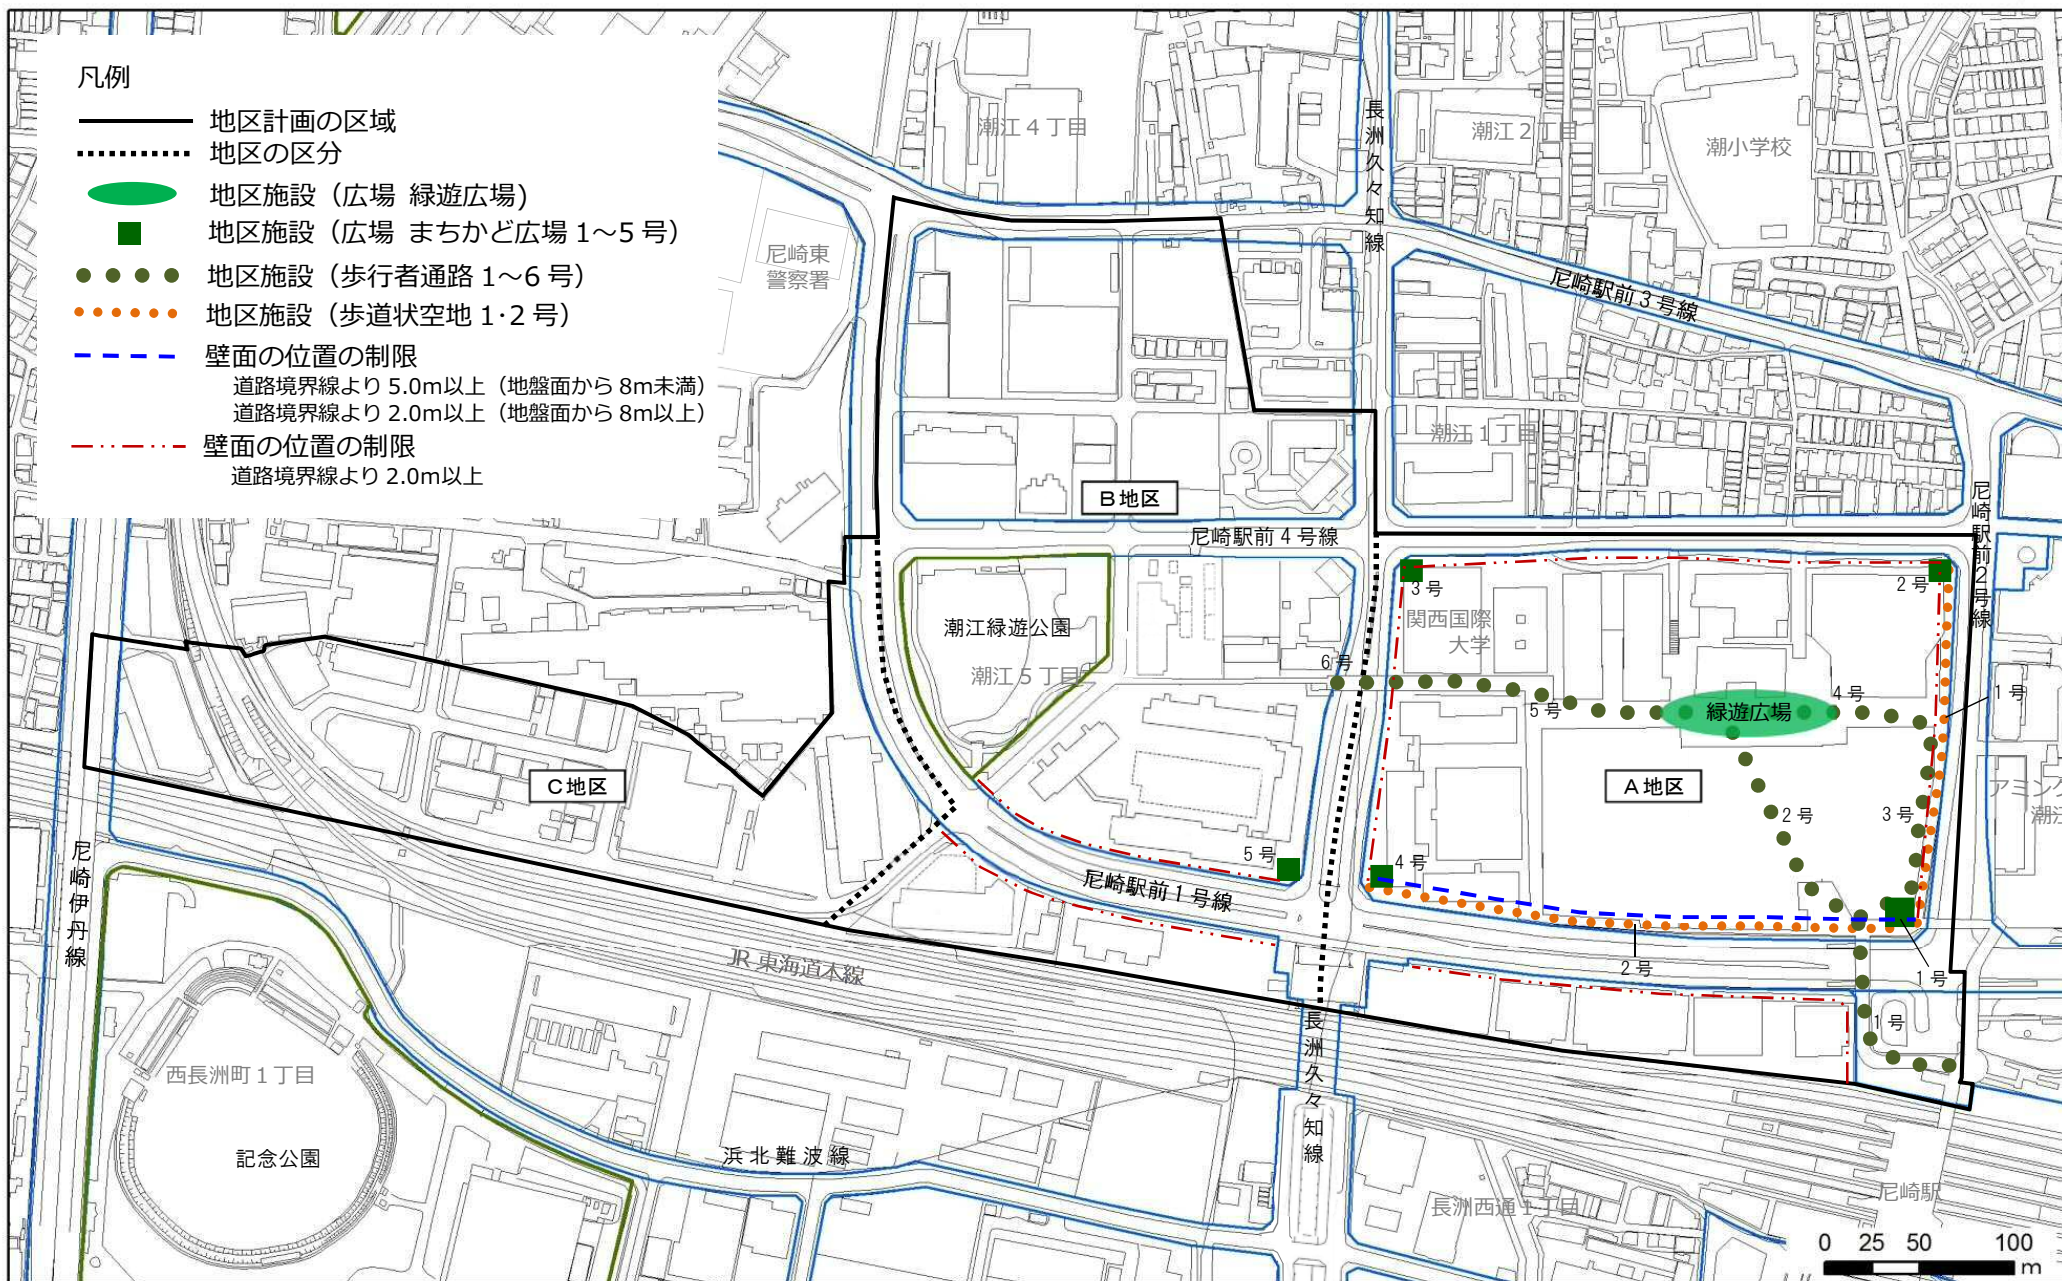 凡例
地区計画の区域
地区の区分
地区施設（広場 緑遊広場)
地区施設（広場 まちかど広場 1～5 号）
地区施設（歩行者通路 1～6 号）
地区施設（歩道状空地 1･2 号）
壁面の位置の制限
道路境界線より 5.0m以上（地盤面から 8m未満）
道路境界線より 2.0m以上（地盤面から 8m以上）
壁面の位置の制限
道路境界線より 2.0m以上
潮江４丁目
長洲久々知線
潮江２丁目
潮小学校
尼崎東
警察署
尼崎駅前３号線
潮江１丁目
B地区
尼崎駅前４号線
尼崎駅前２号線
3 号
2 号
関西国際
大学
潮江緑遊公園
潮江５丁目
6 号
5 号
緑遊広場
4 号
1 号
C地区
A地区
アミング
潮江
2 号
3 号
尼崎伊丹線
5 号
4 号
尼崎駅前１号線
JR 東海道本線
2 号
1 号
1 号
長洲久々知線
西長洲町１丁目
記念公園
浜北難波線
長洲西通１丁目
尼崎駅
0 25 50 100
m